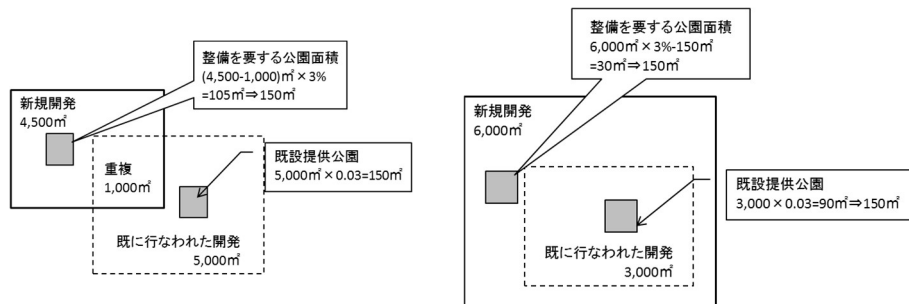 整備を要する公園面積
(4,500-1,000)㎡×3%
=105㎡⇒150㎡
新規開発
4,500㎡
重複
1,000㎡
既設提供公園
5,000㎡×0.03=150㎡
既に行なわれた開発
5,000㎡
整備を要する公園面積
6,000㎡×3%-150㎡
=30㎡⇒150㎡
新規開発
6,000㎡
既設提供公園
3,000×0.03=90㎡⇒150㎡
既に行なわれた開発
3,000㎡